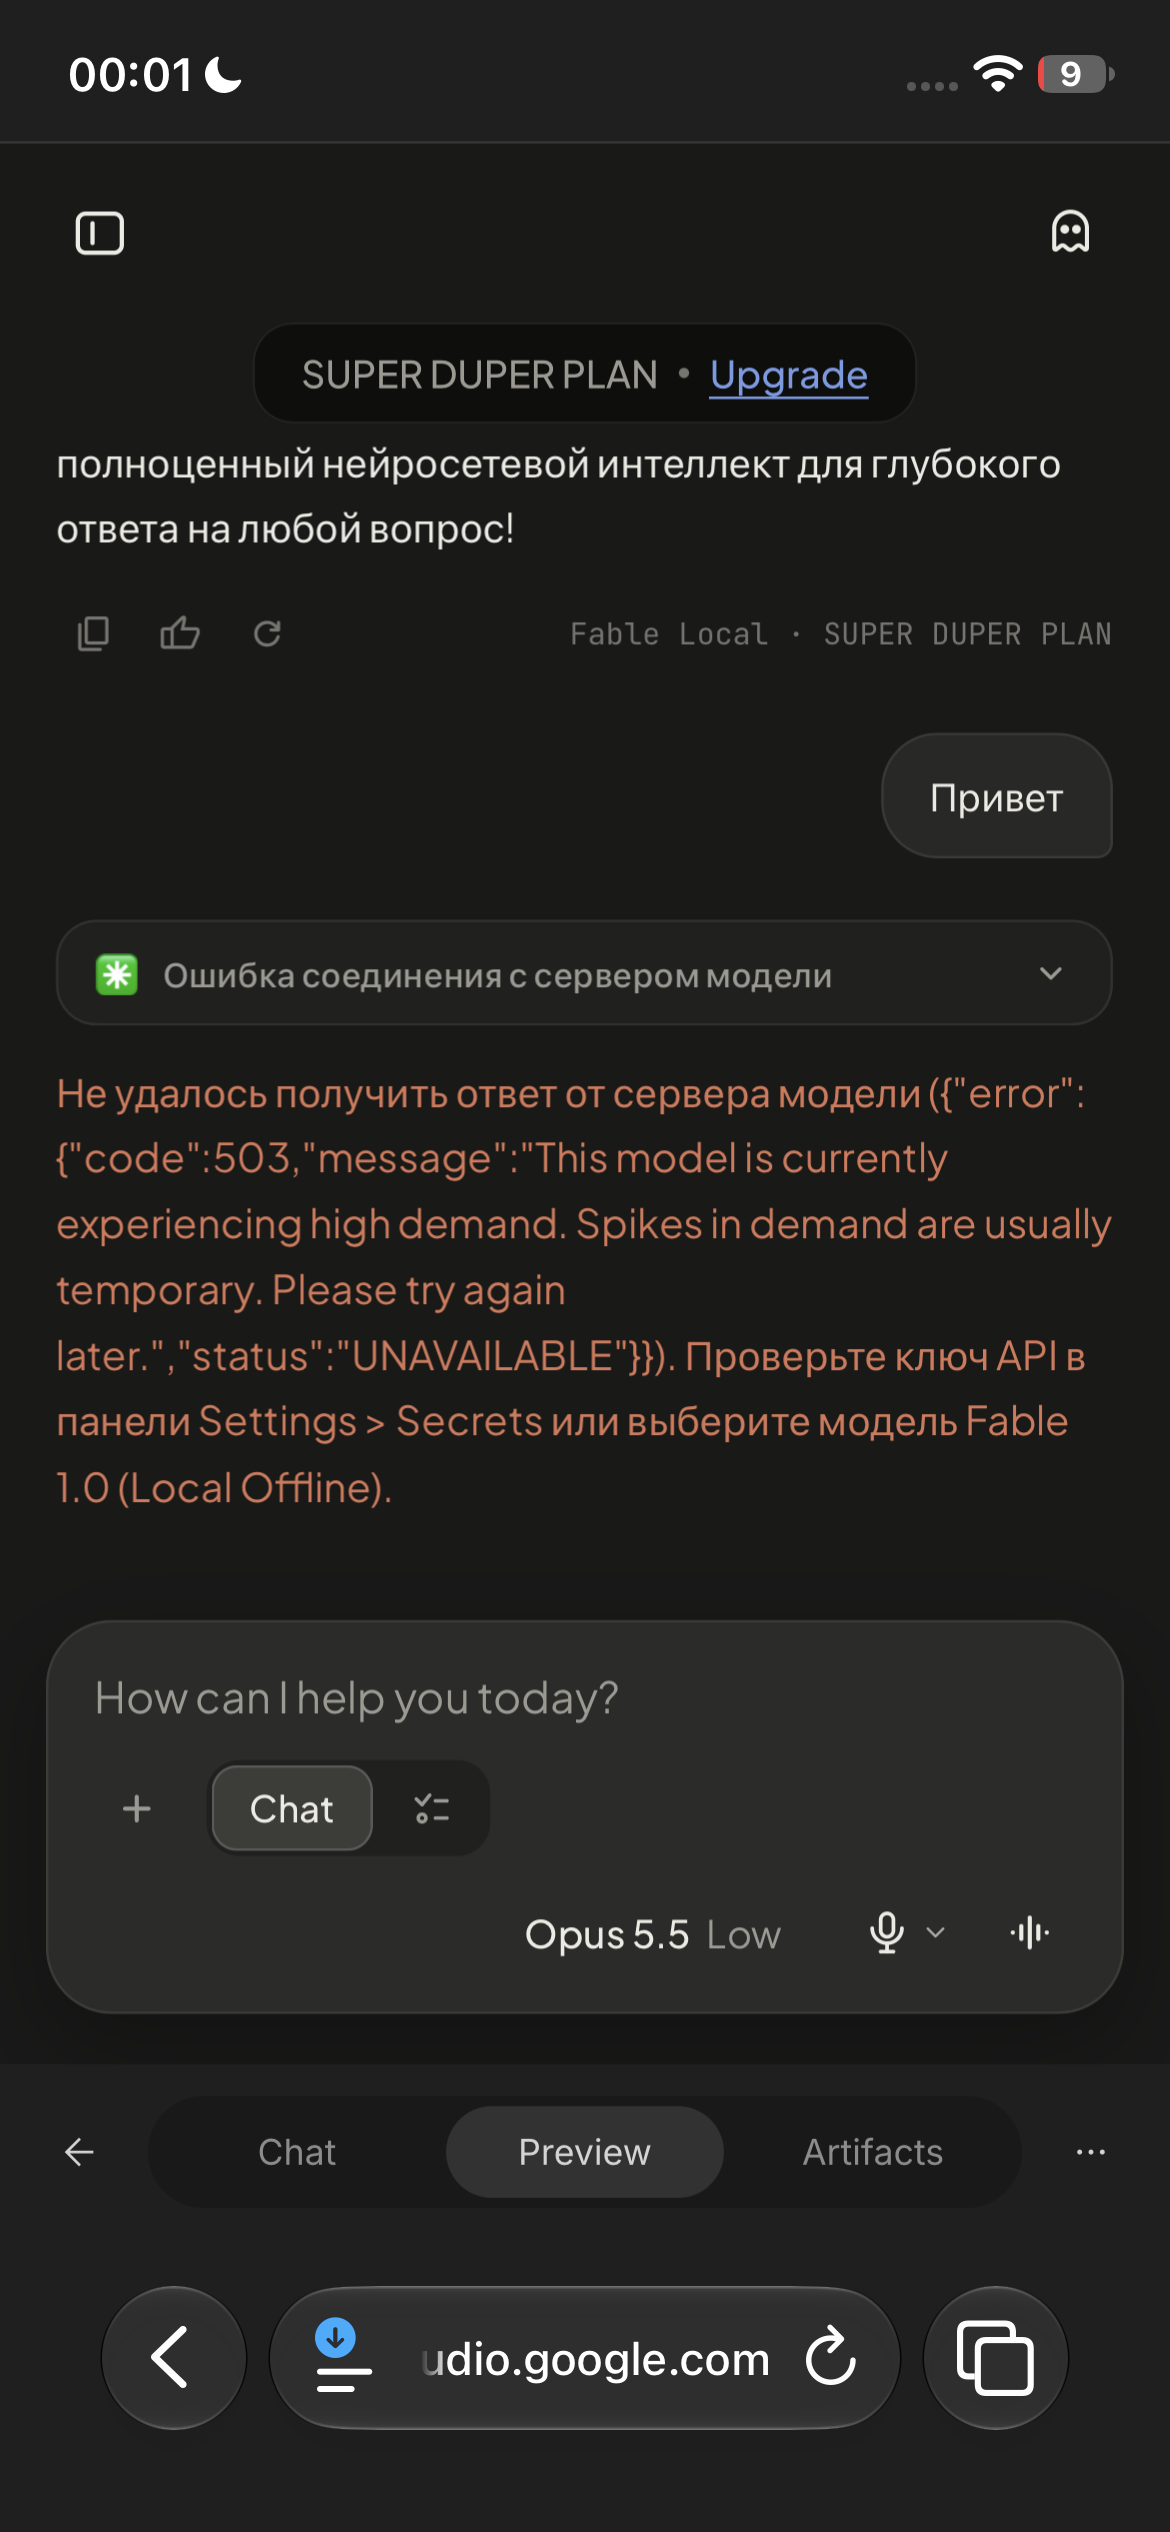 00:01
9
SUPER DUPER PLAN • Upgrade
полноценный нейросетевой интеллект для глубокого
ответа на любой вопрос!
Fable Local · SUPER DUPER PLAN
Привет
Ошибка соединения с сервером модели
Не удалось получить ответ от сервера модели ({"error":
{"code":503,"message":"This model is currently
experiencing high demand. Spikes in demand are usually
temporary. Please try again
later.","status":"UNAVAILABLE"}}). Проверьте ключ API в
панели Settings > Secrets или выберите модель Fable
1.0 (Local Offline).
How can I help you today?
Chat
Opus 5.5 Low
Chat
Preview
Artifacts
udio.google.com